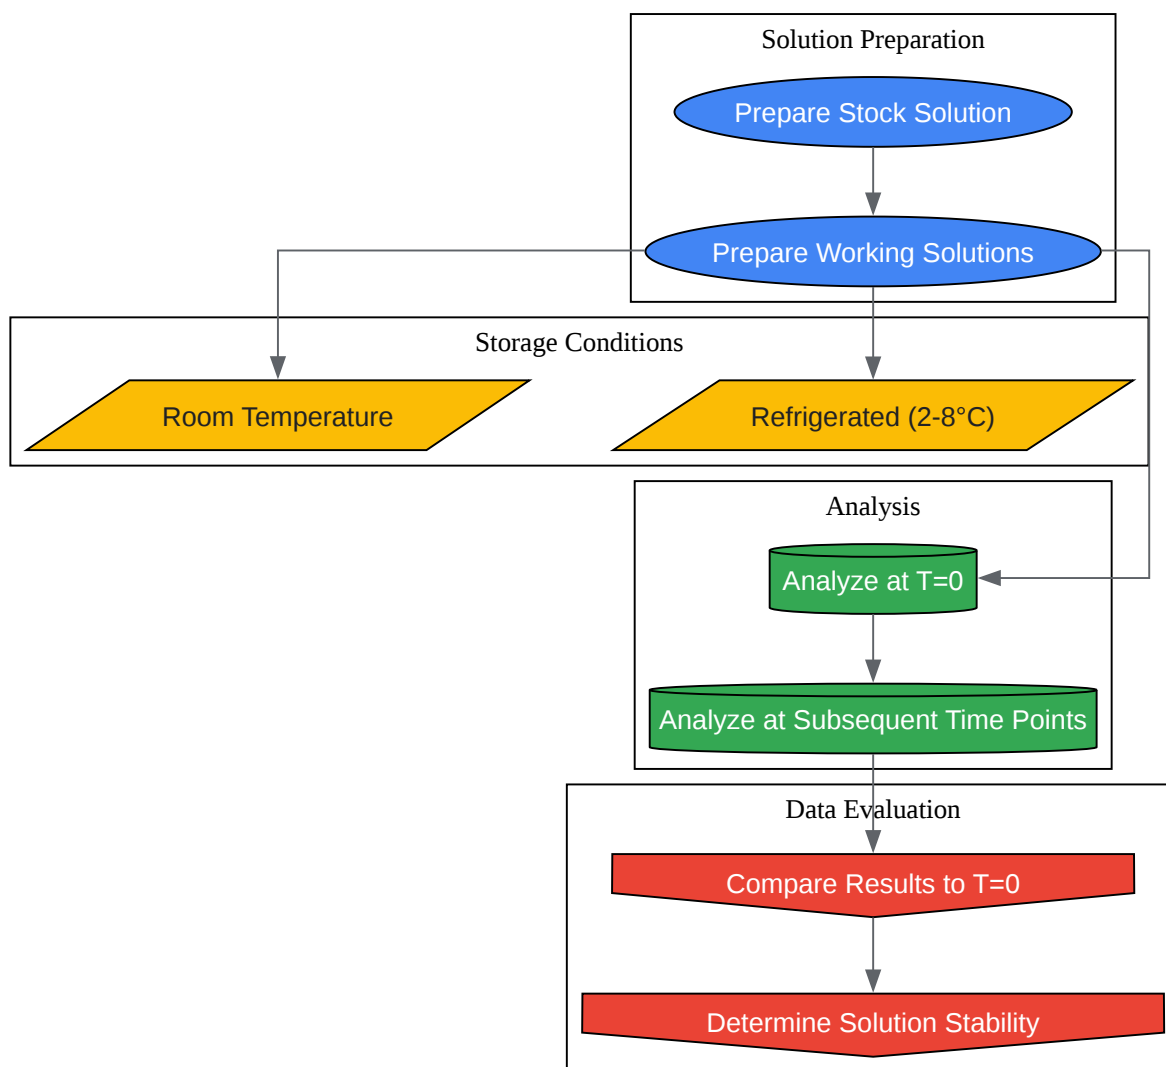 Solution Preparation
Prepare Stock Solution
Prepare Working Solutions
Storage Conditions
Room Temperature
Refrigerated (2-8°C)
Analysis
Analyze at T=0
Analyze at Subsequent Time Points
Data Evaluation
Compare Results to T=0
Determine Solution Stability